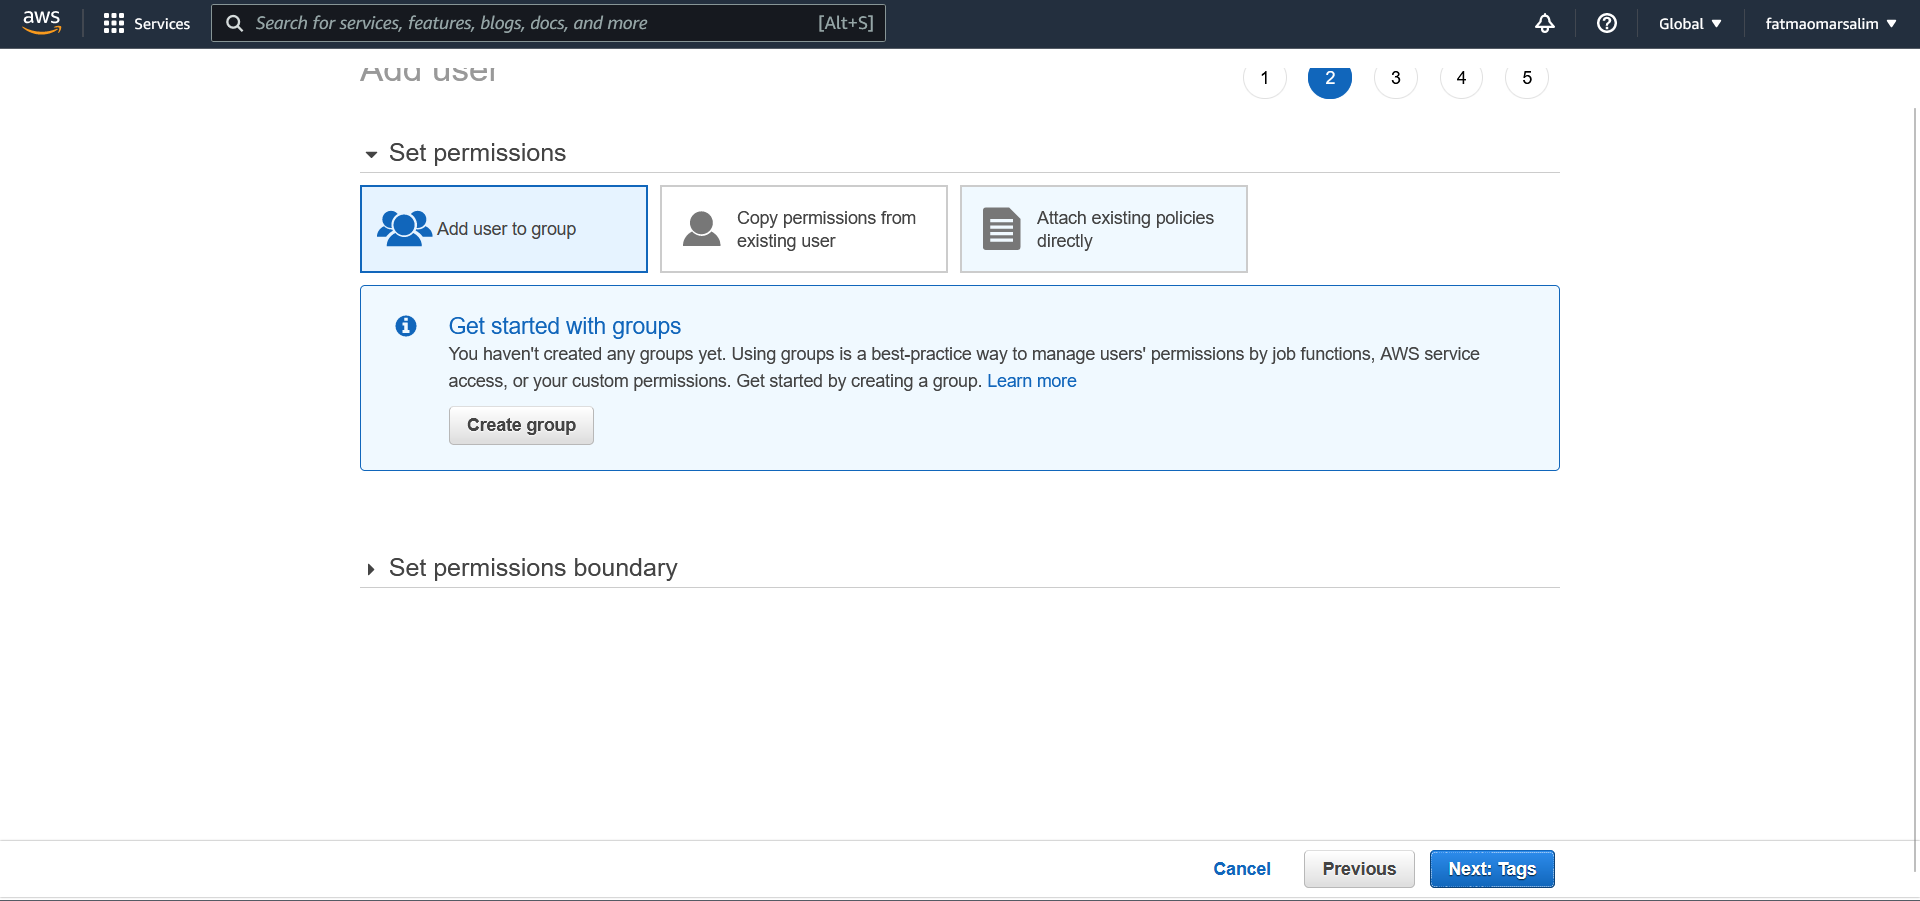 aws
Services
Search for services, features, blogs, docs, and more
[Alt+S]
Global
fatmaomarsalim
Add user
1
2
3
4
5
Set permissions
Add user to group
Copy permissions from
existing user
Attach existing policies
directly
Get started with groups
You haven't created any groups yet. Using groups is a best-practice way to manage users' permissions by job functions, AWS service
access, or your custom permissions. Get started by creating a group. Learn more
Create group
Set permissions boundary
Cancel
Previous
Next: Tags